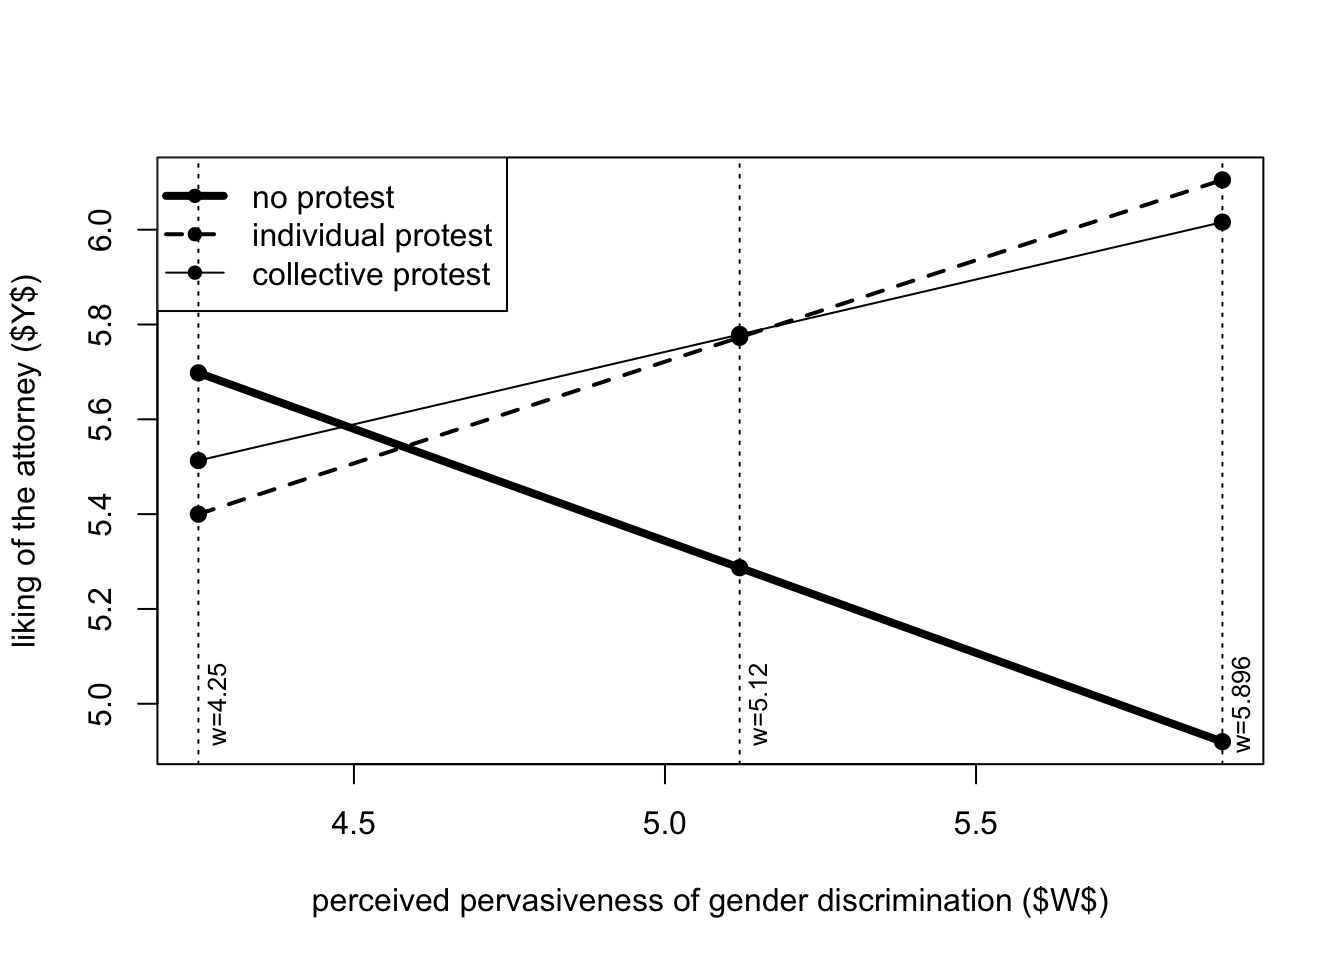 no protest
individual protest
collective protest
liking of the attorney ($Y$)
6.0
5.8
5.6
5.4
5.2
5.0
w=4.25
w=5.12
w=5.896
4.5
5.0
5.5
perceived pervasiveness of gender discrimination ($W$)